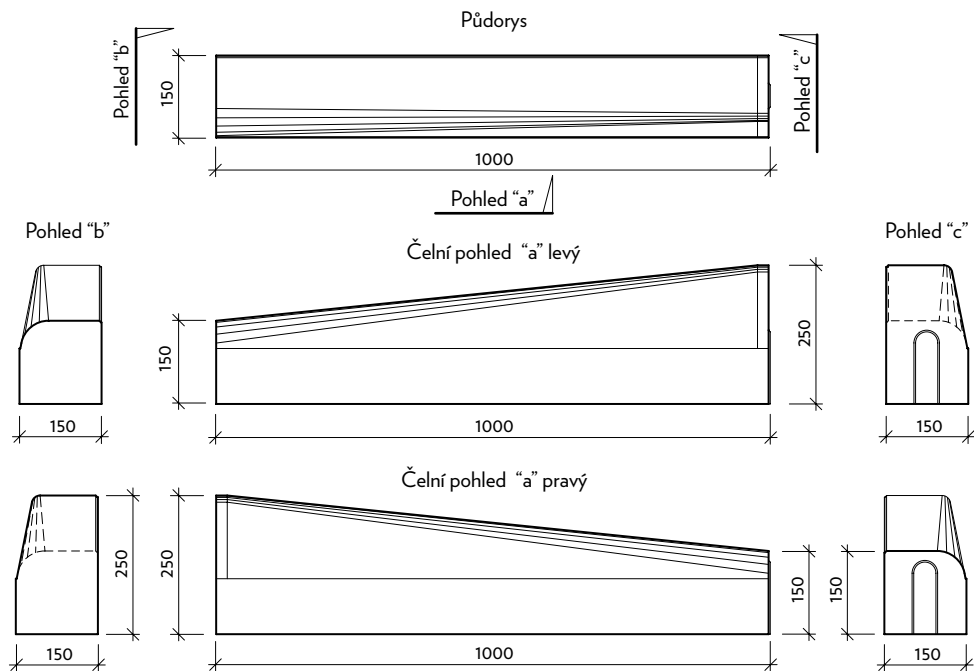 Půdorys
Pohled “b”
150
Pohled “c”
1000
Pohled “a”
Pohled “b”
Čelní pohled “a” levý
Pohled “c”
150
250
150
1000
150
Čelní pohled “a” pravý
250
250
150
150
150
1000
150